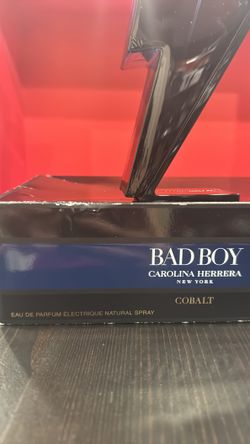 BAD BOY
CAROLINA HERRERA
NEW YORK
COBALT
EAU DE PARFUM ÉLECTRIQUE NATURAL SPRAY